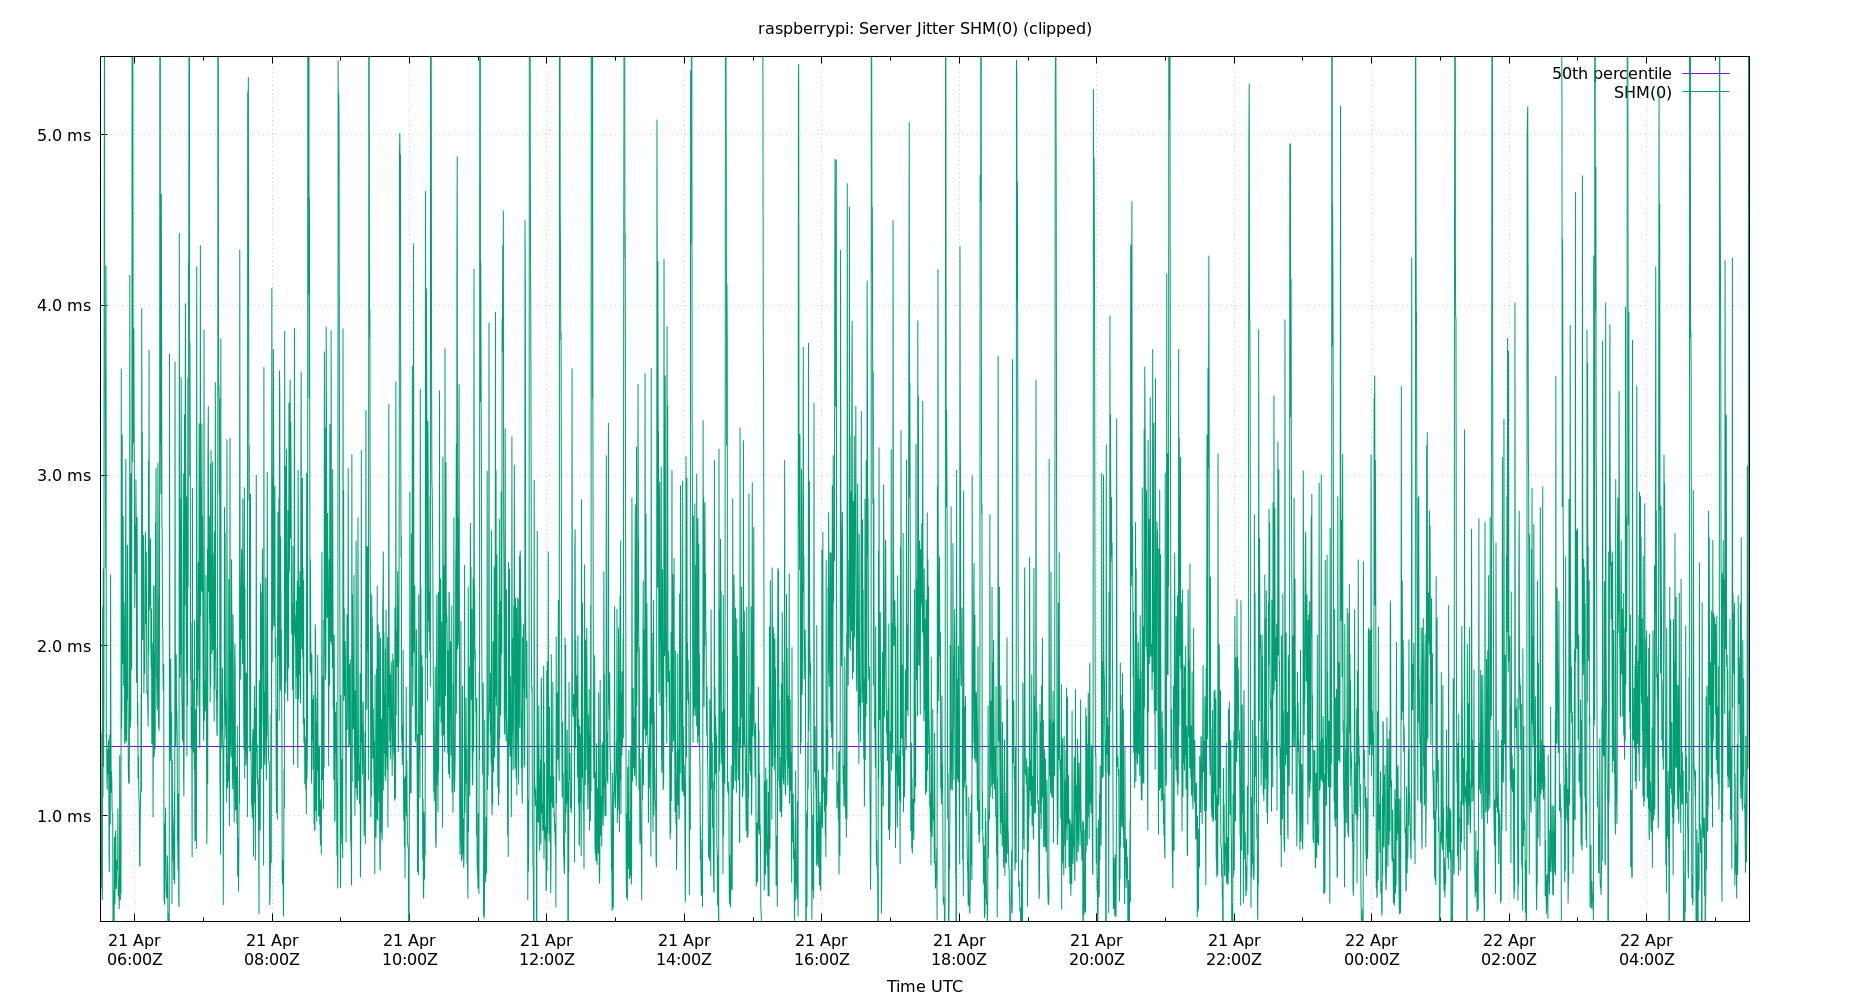 raspberrypi: Server Jitter SHM(0) (clipped)
50th percentile
SHM(0)
5.0 ms
4.0 ms
3.0 ms
2.0 ms
1.0 ms
21 Apr 21 Apr 21 Apr 21 Apr 21 Apr 21 Apr 21 Apr 21 Apr 21 Apr 22 Apr 22 Apr 22 Apr
06:00Z 08:00Z 10:00Z 12:00Z 14:00Z 16:00Z 18:00Z 20:00Z 22:00Z 00:00Z 02:00Z 04:00Z
Time UTC